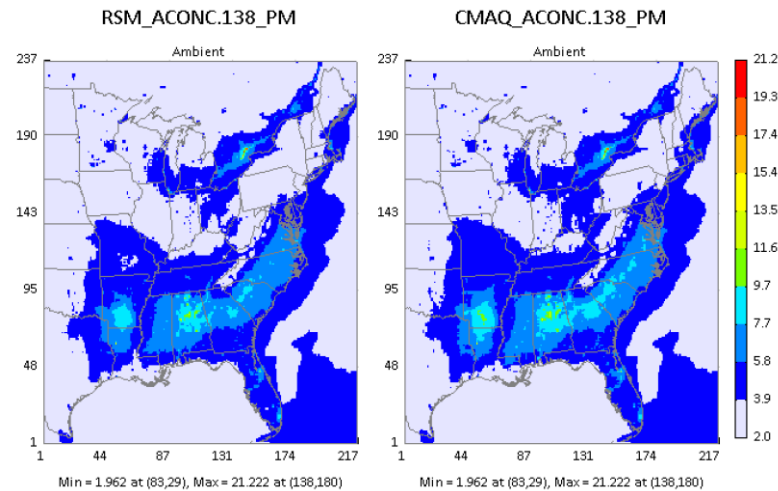 RSM_ACONC.138_PM
CMAQ_ACONC.138_PM
Ambient
Ambient
237
190
143
95
48
1
1 44 87 131 174 217
237
190
143
95
48
1
1 44 87 131 174 217
21.2
19.3
17.4
15.4
13.5
11.6
9.7
7.7
5.8
3.9
2.0
Min = 1.962 at (83,29), Max = 21.222 at (138,180)
Min = 1.962 at (83,29), Max = 21.222 at (138,180)